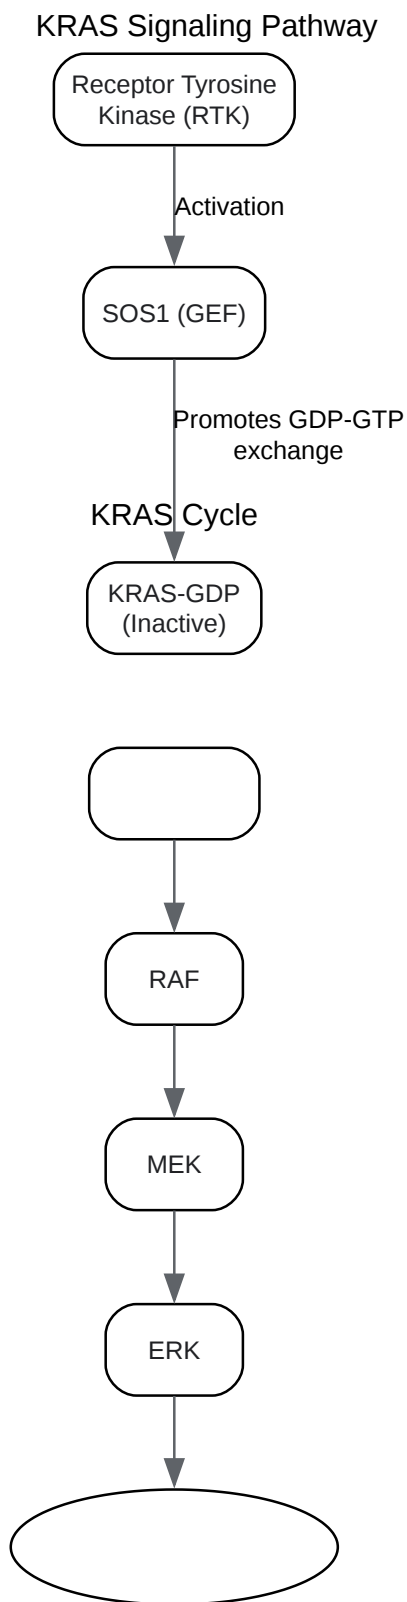 KRAS Signaling Pathway
Receptor Tyrosine
Kinase (RTK)
Activation
SOS1 (GEF)
Promotes GDP-GTP
exchange
KRAS Cycle
KRAS-GDP
(Inactive)
RAF
MEK
ERK